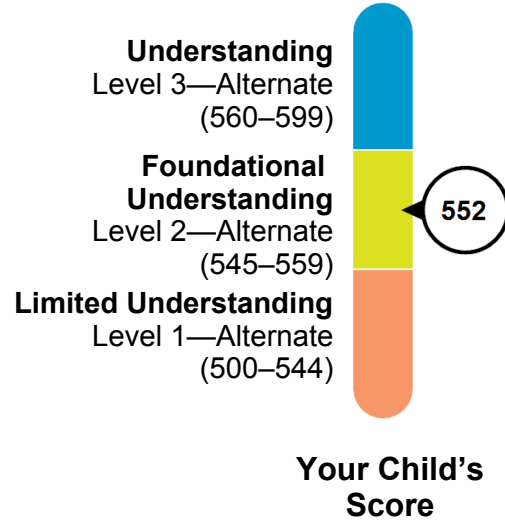 Understanding
Level 3—Alternate
(560–599)
Foundational
Understanding
Level 2—Alternate
(545–559)
552
Limited Understanding
Level 1—Alternate
(500–544)
Your Child's
Score